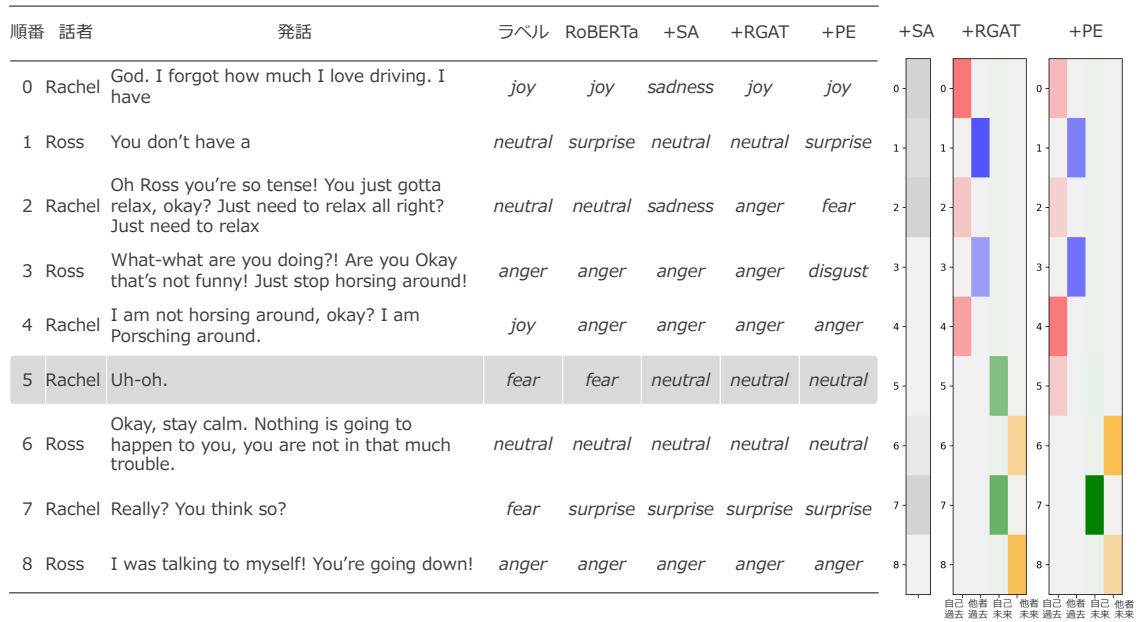 順番 話者 発話 ラベル RoBERTa +SA +RGAT +PE +SA +RGAT +PE
0 Rachel God. I forgot how much I love driving. I
have
joy joy sadness joy joy
1 Ross You don't have a neutral surprise neutral neutral surprise
2 Rachel Oh Ross you're so tense! You just gotta
relax, okay? Just need to relax all right?
Just need to relax
neutral neutral sadness anger fear
3 Ross What-what are you doing?! Are you Okay
that's not funny! Just stop horsing around!
anger anger anger anger disgust
4 Rachel I am not horsing around, okay? I am
Porsching around.
joy anger anger anger anger
5 Rachel Uh-oh. fear fear neutral neutral neutral
6 Ross Okay, stay calm. Nothing is going to
happen to you, you are not in that much
trouble.
neutral neutral neutral neutral neutral
7 Rachel Really? You think so? fear surprise surprise surprise surprise
8 Ross I was talking to myself! You're going down! anger anger anger anger anger
0 0 0
1 1 1
2 2 2
3 3 3
4 4 4
5 5 5
6 6 6
7 7 7
8 8 8
自己 他者 自己 他者 自己 他者 自己 他者
過去 過去 未来 未来 過去 過去 未来 未来